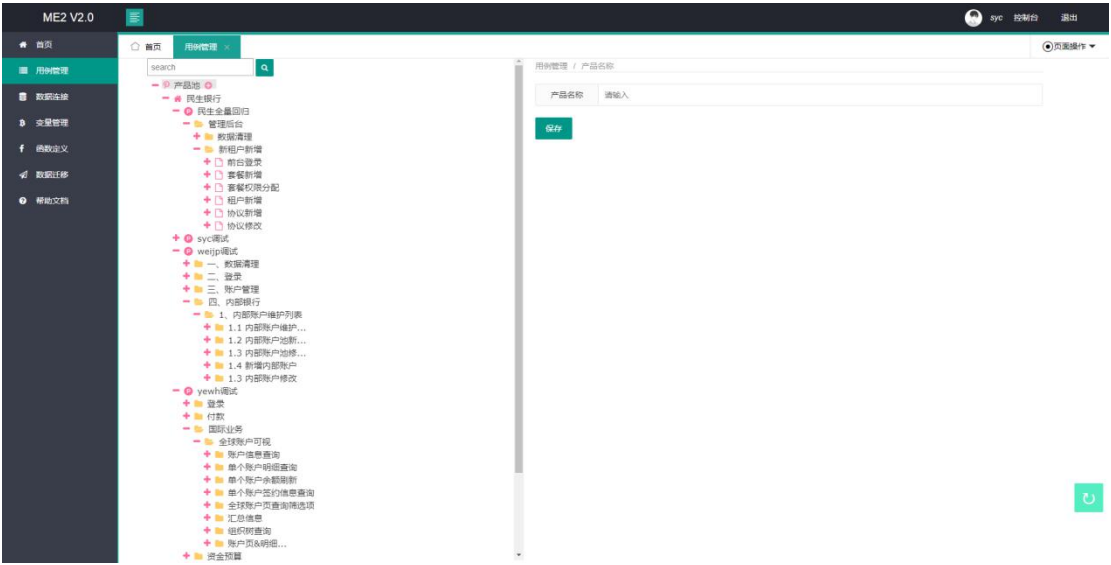 ME2 V2.0
syc 控制台 退出
首页
用例管理
数据连接
变量管理
函数定义
数据迁移
帮助文档
首页 用例管理 ×
页面操作
search
产品池
民生银行
民生全量回归
管理后台
数据清理
新租户新增
前台登录
套餐新增
套餐权限分配
租户新增
协议新增
协议修改
syc调试
weijp调试
一、数据清理
二、登录
三、账户管理
四、内部银行
1、内部账户维护列表
1.1 内部账户维护...
1.2 内部账户池新...
1.3 内部账户池修...
1.4 新增内部账户
1.3 内部账户修改
yewh调试
登录
付款
国际业务
全球账户可视
账户信息查询
单个账户明细查询
单个账户余额刷新
单个账户签约信息查询
全球账户页查询筛选项
汇总信息
组织树查询
账户页&明细...
资金预算
用例管理 / 产品名称
产品名称 请输入
保存